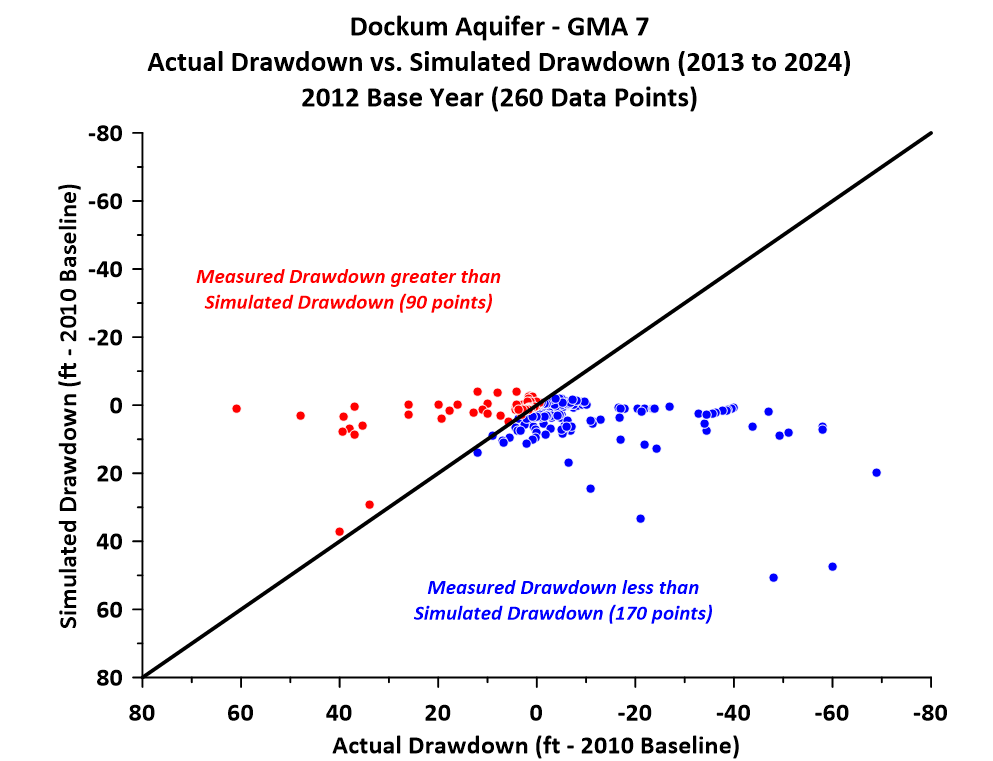 Dockum Aquifer - GMA 7
Actual Drawdown vs. Simulated Drawdown (2013 to 2024)
2012 Base Year (260 Data Points)
Simulated Drawdown (ft - 2010 Baseline)
-80
-60
-40
-20
0
20
40
60
80
Measured Drawdown greater than
Simulated Drawdown (90 points)
Measured Drawdown less than
Simulated Drawdown (170 points)
80 60 40 20 0 -20 -40 -60 -80
Actual Drawdown (ft - 2010 Baseline)